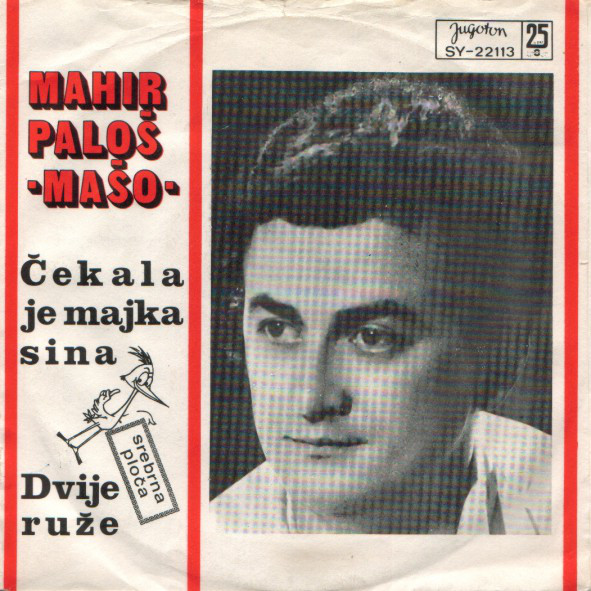 Jugoton
SY-22113
25
MAHIR
PALOŠ
-MAŠO-
Čekala
je majka
sina
srebrna
ploča
Dvije
ruže